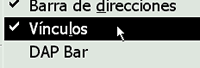 Barra de direcciones
Vínculos
DAP Bar